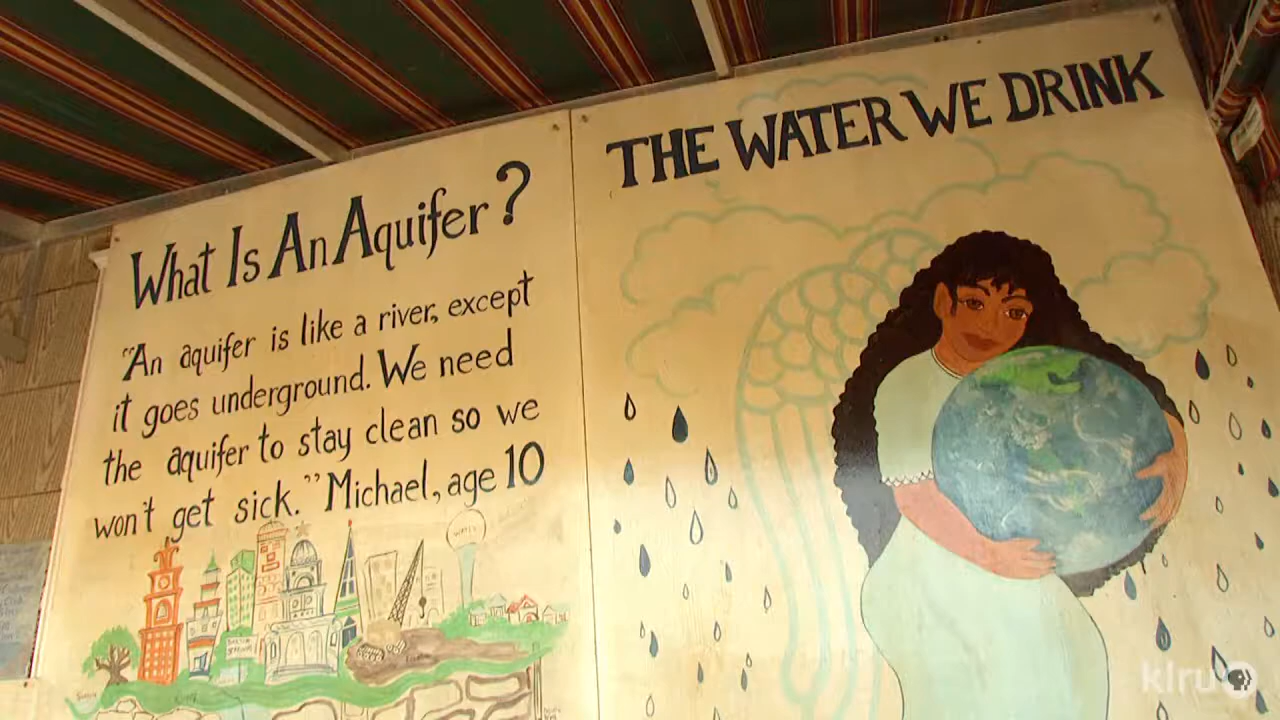 What Is An Aquifer?
"An aquifer is like a river, except
it goes underground. We need
the aquifer to stay clean so we
won't get sick." Michael, age 10
THE WATER WE DRINK
klru PBS